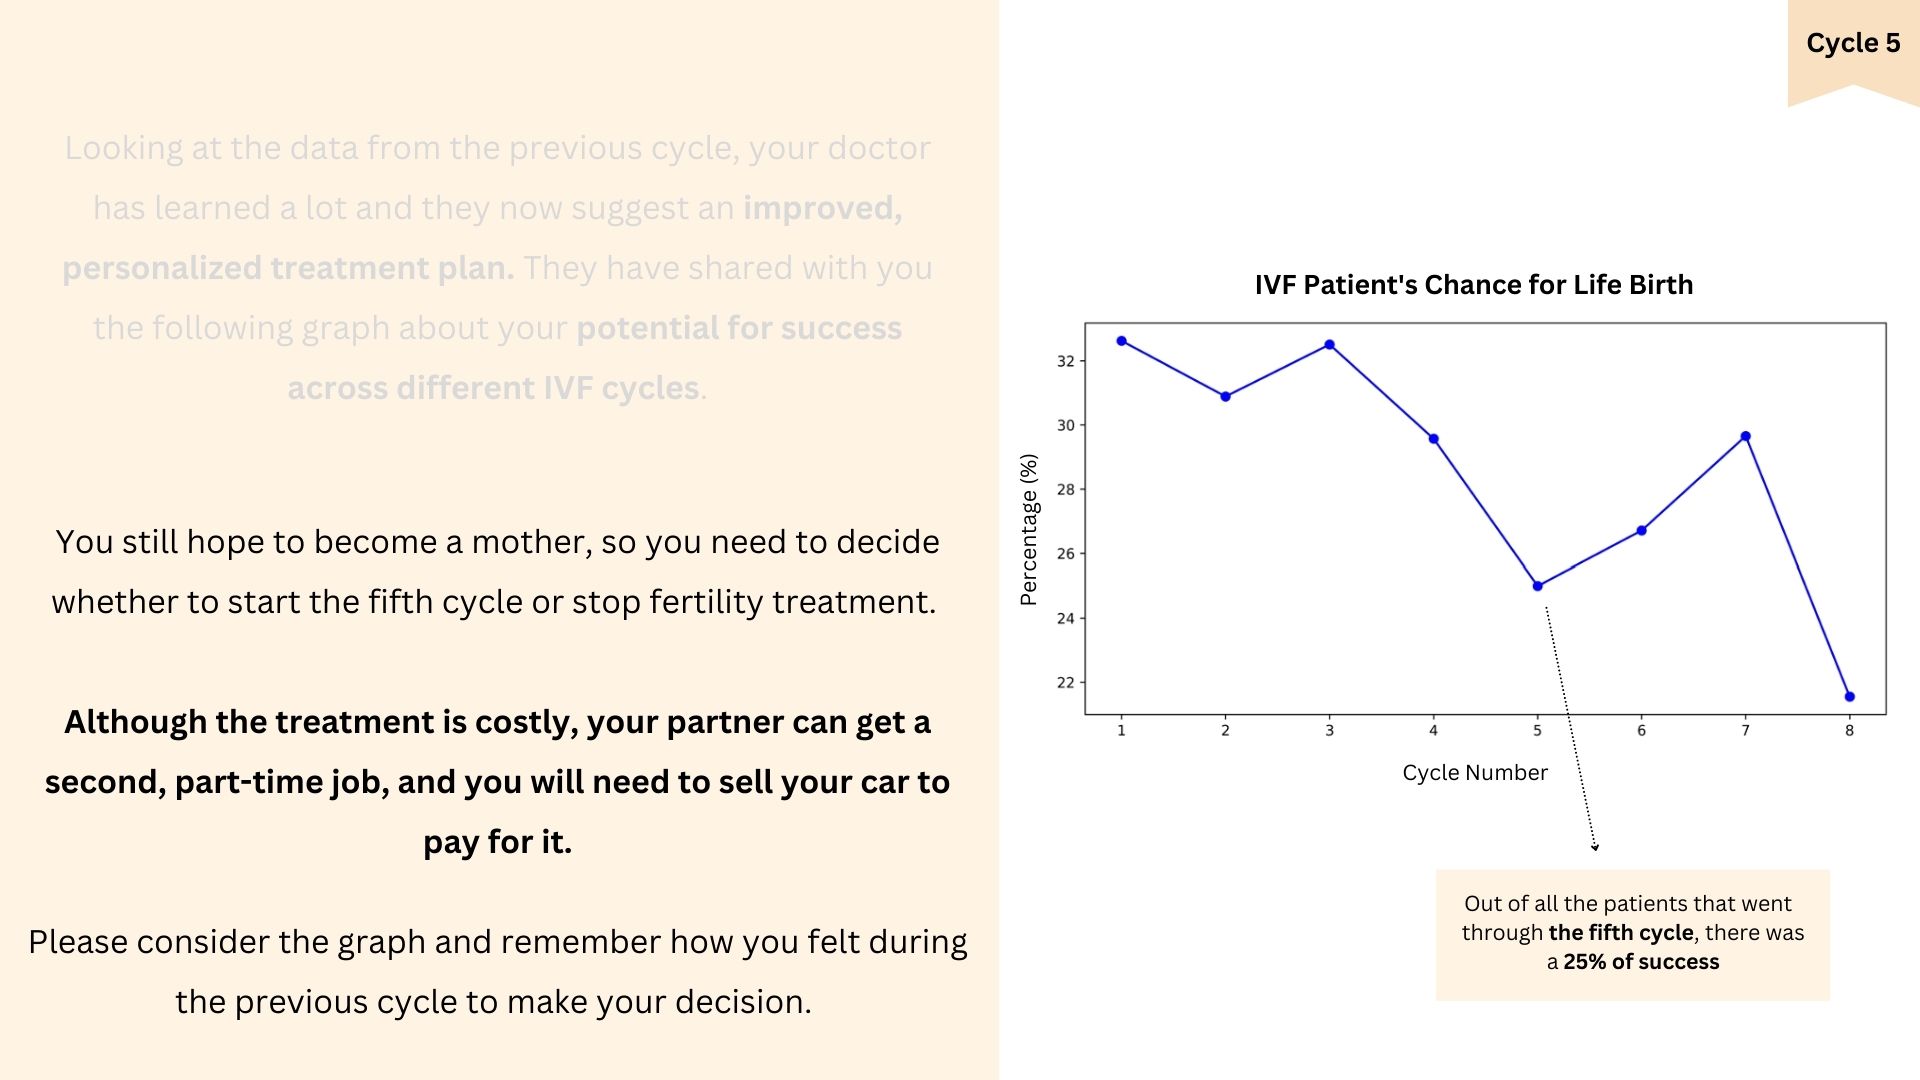 Looking at the data from the previous cycle, your doctor
has learned a lot and they now suggest an improved,
personalized treatment plan. They have shared with you
the following graph about your potential for success
across different IVF cycles.
You still hope to become a mother, so you need to decide
whether to start the fifth cycle or stop fertility treatment.
Although the treatment is costly, your partner can get a
second, part-time job, and you will need to sell your car to
pay for it.
Please consider the graph and remember how you felt during
the previous cycle to make your decision.
Cycle 5
IVF Patient's Chance for Life Birth
Percentage (%)
32
30
28
26
24
22
1 2 3 4 5 6 7 8
Cycle Number
Out of all the patients that went
through the fifth cycle, there was
a 25% of success